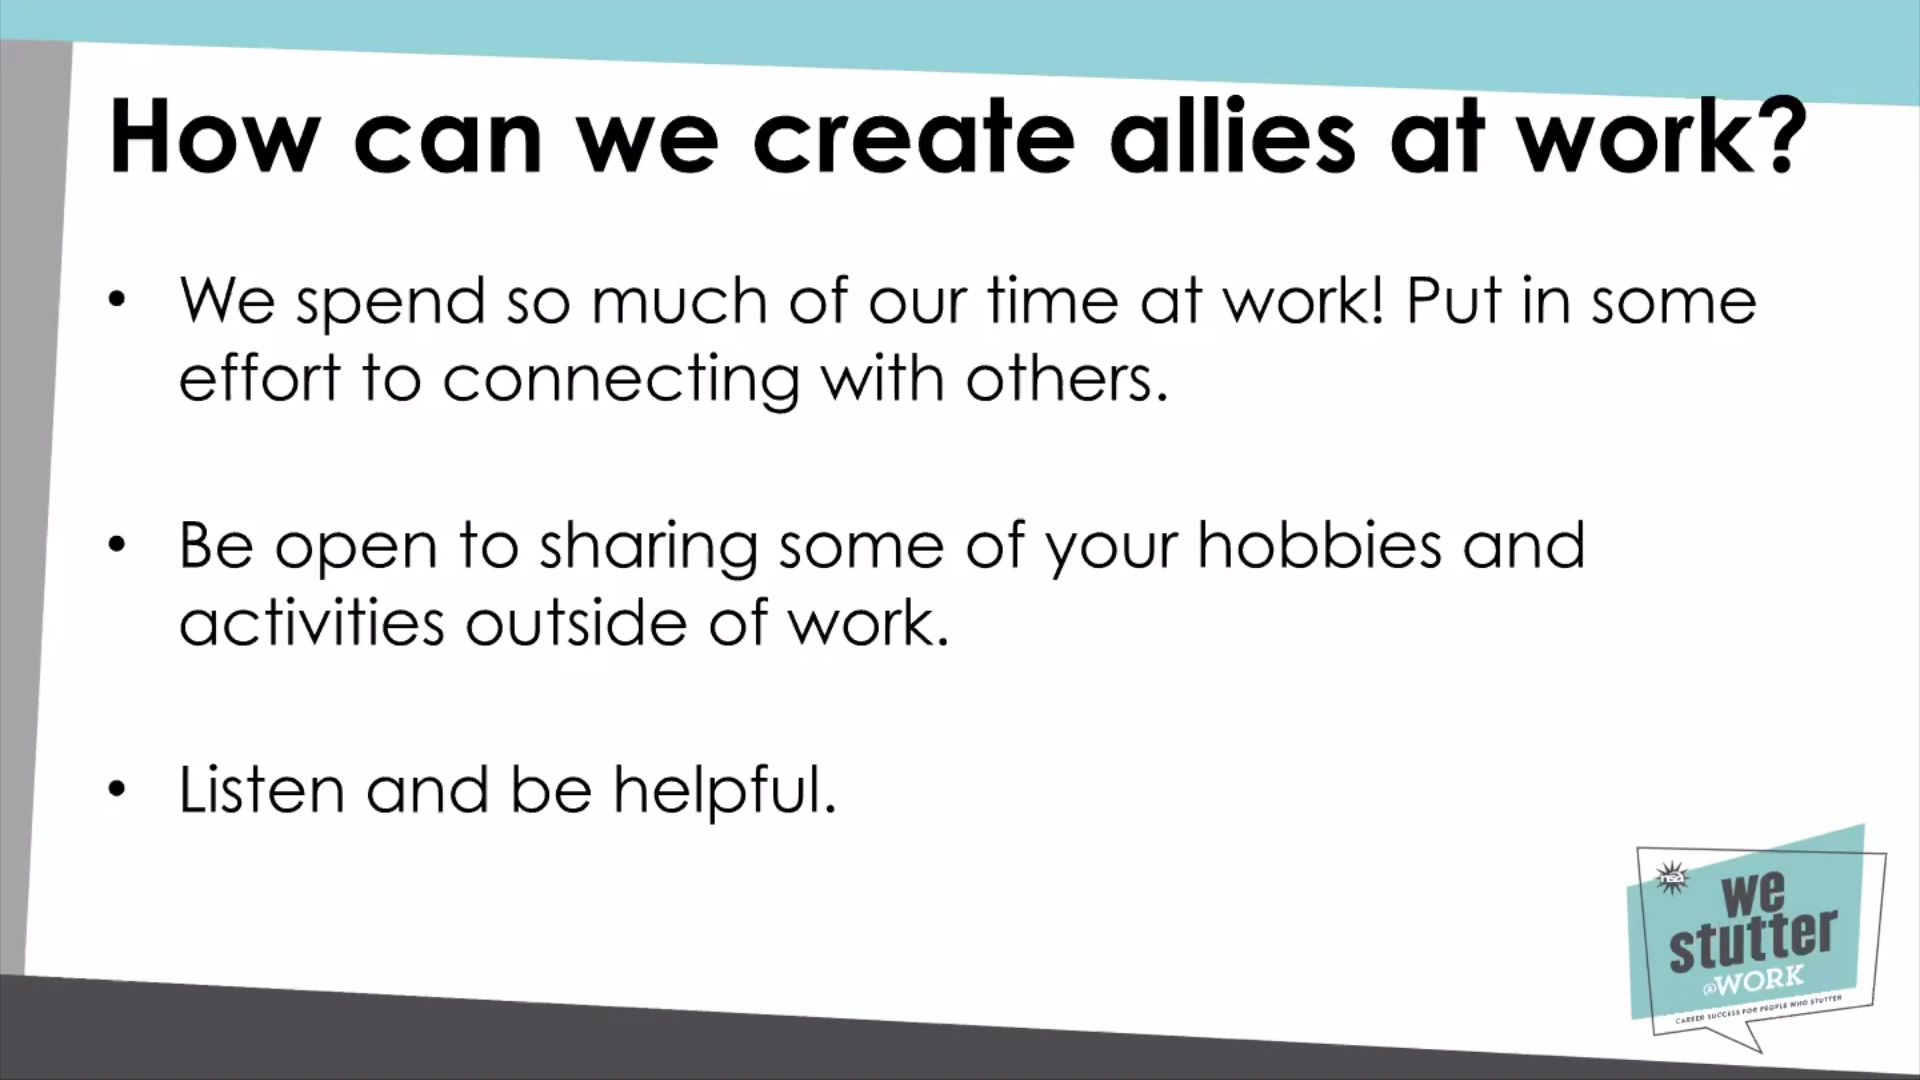 How can we create allies at work?
• We spend so much of our time at work! Put in some
effort to connecting with others.
• Be open to sharing some of your hobbies and
activities outside of work.
• Listen and be helpful.
nsa
we
stutter
@WORK
CAREER SUCCESS FOR PEOPLE WHO STUTTER